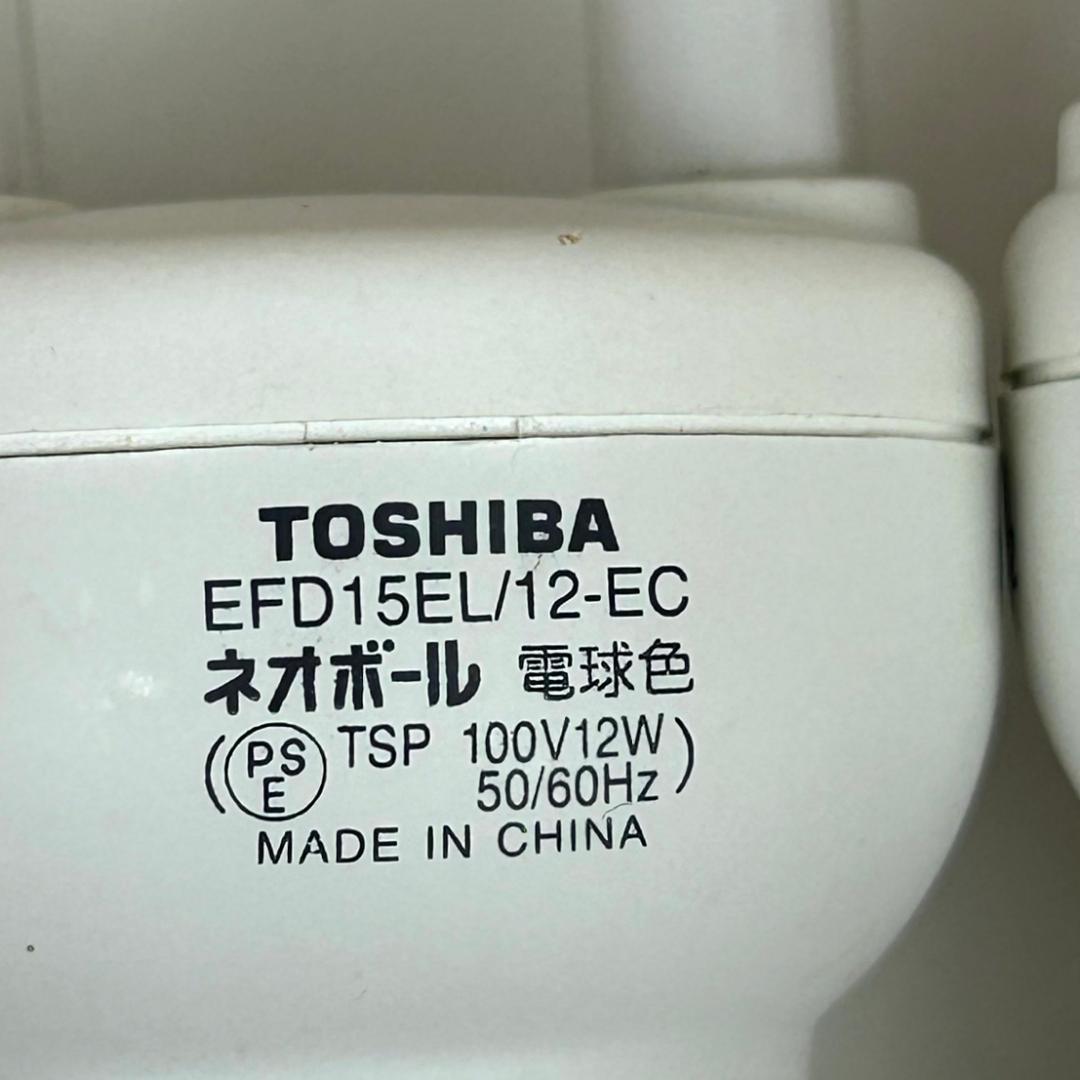 TOSHIBA
EFD15EL/12-EC
ネオボール 電球色
(PSE TSP 100V12W
50/60Hz)
MADE IN CHINA